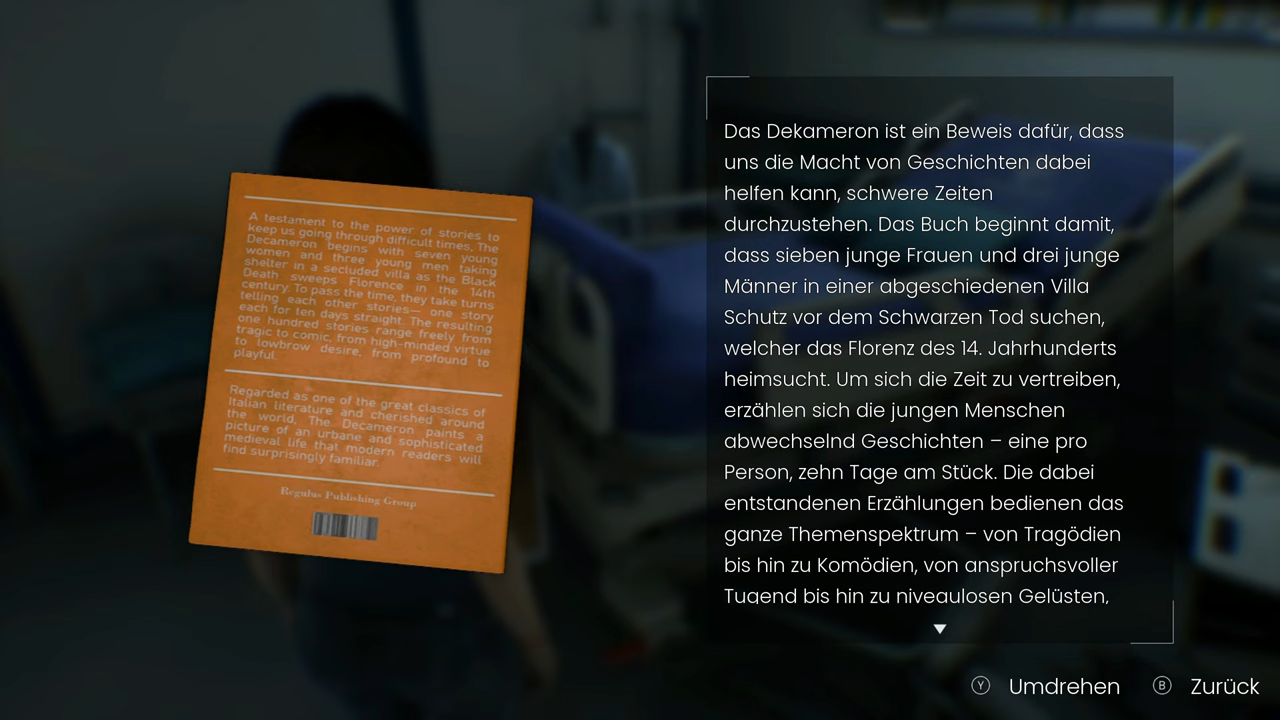 A testament to the power of stories to
keep us going through difficult times, The
Decameron begins with seven young
women and three young men taking
shelter in a secluded villa as the Black
Death sweeps Florence in the 14th
century. To pass the time, they take turns
telling each other stories— one story
each for ten days straight. The resulting
one hundred stories range freely from
tragic to comic, from high-minded virtue
to lowbrow desire, from profound to
playful.
Regarded as one of the great classics of
Italian literature and cherished around
the world, The Decameron paints a
picture of an urbane and sophisticated
medieval life that modern readers will
find surprisingly familiar.
Regulus Publishing Group
Das Dekameron ist ein Beweis dafür, dass
uns die Macht von Geschichten dabei
helfen kann, schwere Zeiten
durchzustehen. Das Buch beginnt damit,
dass sieben junge Frauen und drei junge
Männer in einer abgeschiedenen Villa
Schutz vor dem Schwarzen Tod suchen,
welcher das Florenz des 14. Jahrhunderts
heimsucht. Um sich die Zeit zu vertreiben,
erzählen sich die jungen Menschen
abwechselnd Geschichten – eine pro
Person, zehn Tage am Stück. Die dabei
entstandenen Erzählungen bedienen das
ganze Themenspektrum – von Tragödien
bis hin zu Komödien, von anspruchsvoller
Tugend bis hin zu niveaulosen Gelüsten,
Y Umdrehen B Zurück